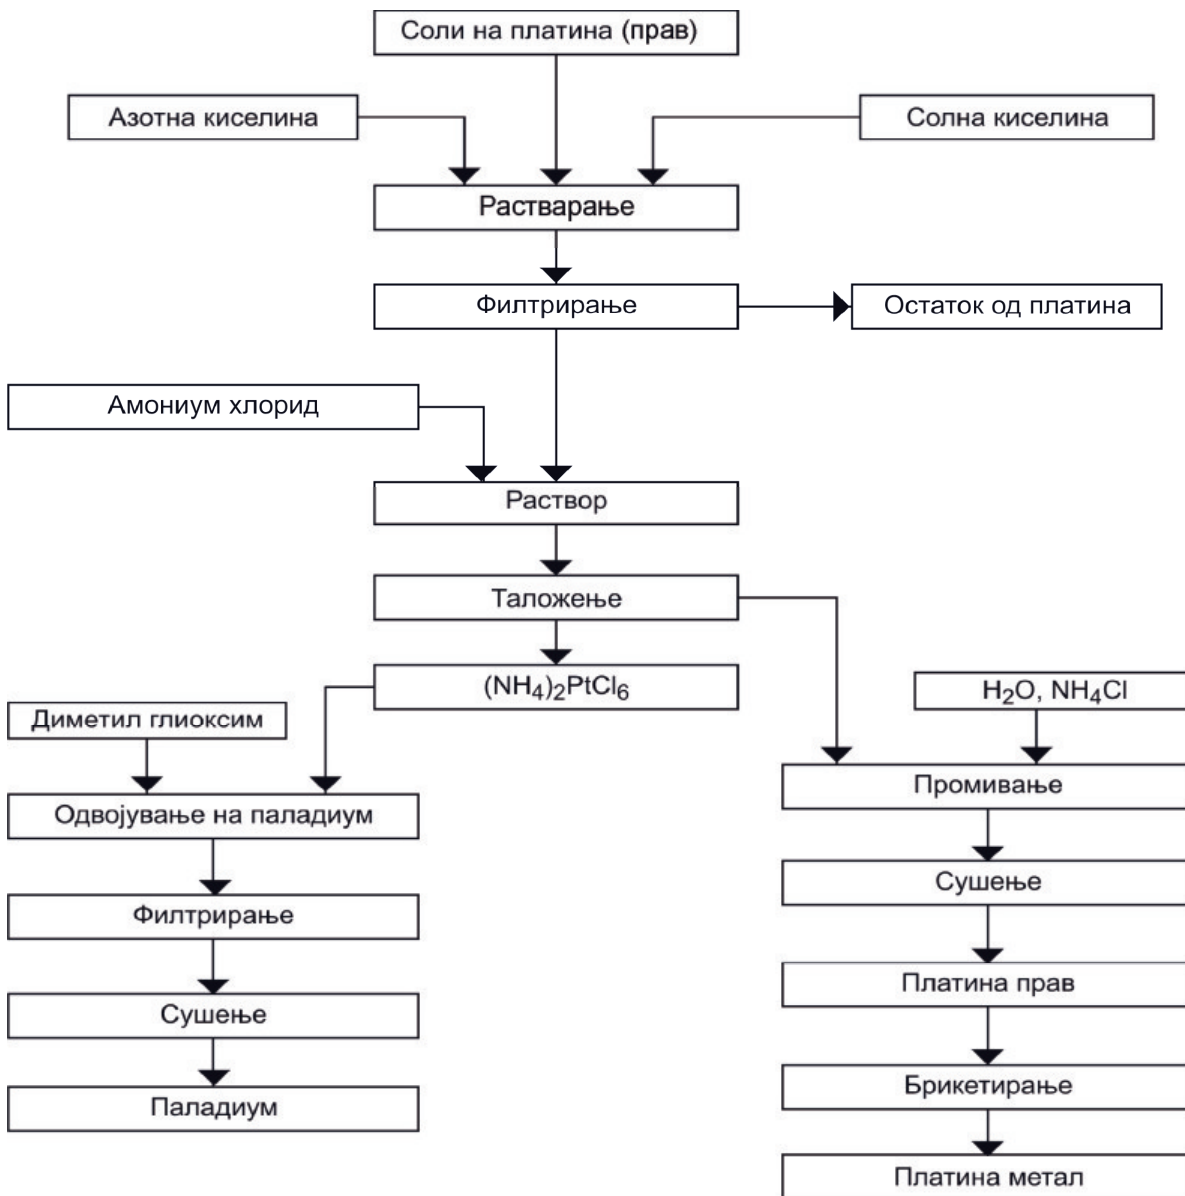 Соли на платина (прав)
Азотна киселина
Солна киселина
Растварање
Филтрирање
Остаток од платина
Амониум хлорид
Раствор
Таложење
(NH₄)₂PtCl₆
H₂O, NH₄Cl
Диметил глиоксим
Промивање
Одвојување на паладиум
Сушење
Филтрирање
Платина прав
Сушење
Брикетирање
Паладиум
Платина метал